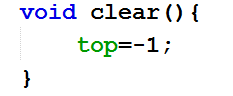 void clear(){
    top=-1;
}